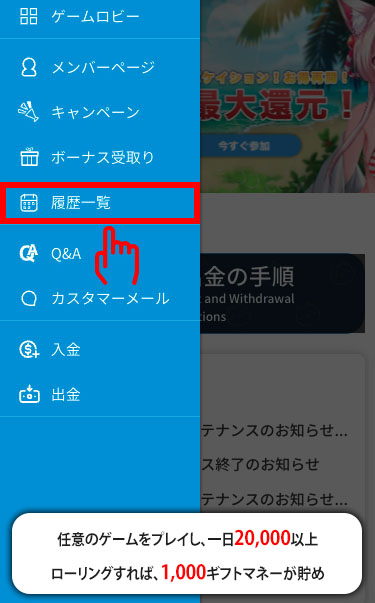 ゲームロビー
メンバーページ
キャンペーン
ボーナス受取り
履歴一覧
Q&A
カスタマーメール
入金
出金
ケイション！お得再開！
最大還元！
今すぐ参加
金の手順
and Withdrawal
tions
テナンスのお知らせ...
ス終了のお知らせ
テナンスのお知らせ...
任意のゲームをプレイし、一日20,000以上
ローリングすれば、1,000ギフトマネーが貯め